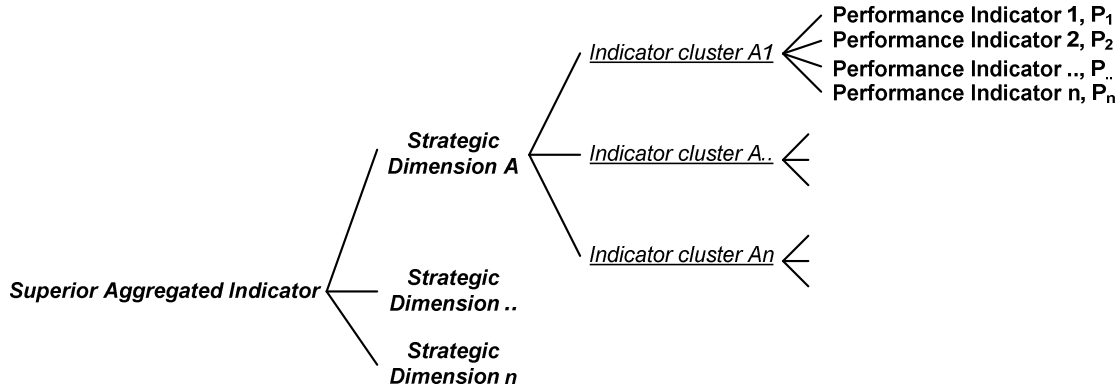 Performance Indicator 1, P₁
Performance Indicator 2, P₂
Performance Indicator .., P..
Performance Indicator n, Pₙ
Indicator cluster A1
Strategic
Dimension A
Indicator cluster A..
Indicator cluster An
Superior Aggregated Indicator
Strategic
Dimension ..
Strategic
Dimension n